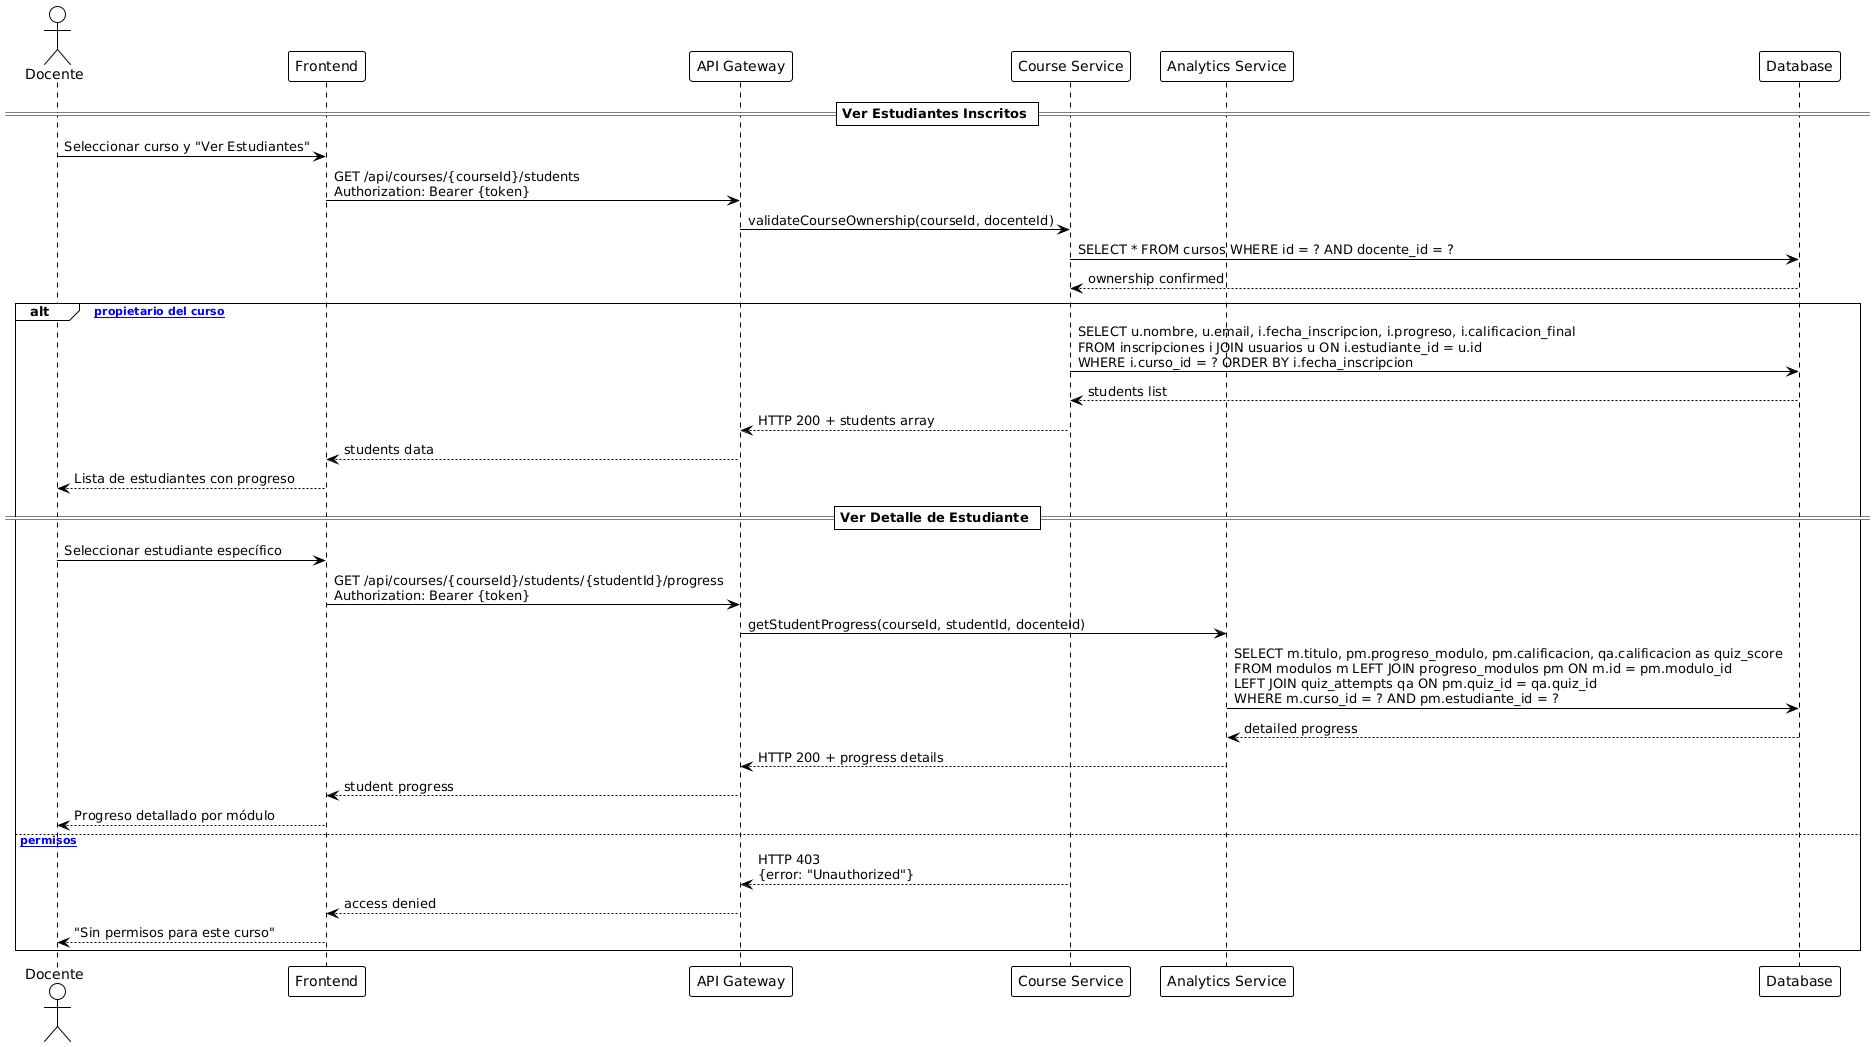 Docente
Frontend
API Gateway
Course Service
Analytics Service
Database
Ver Estudiantes Inscritos
Seleccionar curso y "Ver Estudiantes"
GET /api/courses/{courseId}/students
Authorization: Bearer {token}
validateCourseOwnership(courseId, docenteId)
SELECT * FROM cursos WHERE id = ? AND docente_id = ?
ownership confirmed
alt
propietario del curso
SELECT u.nombre, u.email, i.fecha_inscripcion, i.progreso, i.calificacion_final
FROM inscripciones i JOIN usuarios u ON i.estudiante_id = u.id
WHERE i.curso_id = ? ORDER BY i.fecha_inscripcion
students list
HTTP 200 + students array
students data
Lista de estudiantes con progreso
Ver Detalle de Estudiante
Seleccionar estudiante específico
GET /api/courses/{courseId}/students/{studentId}/progress
Authorization: Bearer {token}
getStudentProgress(courseId, studentId, docenteId)
SELECT m.titulo, pm.progreso_modulo, pm.calificacion, qa.calificacion as quiz_score
FROM modulos m LEFT JOIN progreso_modulos pm ON m.id = pm.modulo_id
LEFT JOIN quiz_attempts qa ON pm.quiz_id = qa.quiz_id
WHERE m.curso_id = ? AND pm.estudiante_id = ?
detailed progress
HTTP 200 + progress details
student progress
Progreso detallado por módulo
permisos
HTTP 403
{error: "Unauthorized"}
access denied
"Sin permisos para este curso"
Docente
Frontend
API Gateway
Course Service
Analytics Service
Database